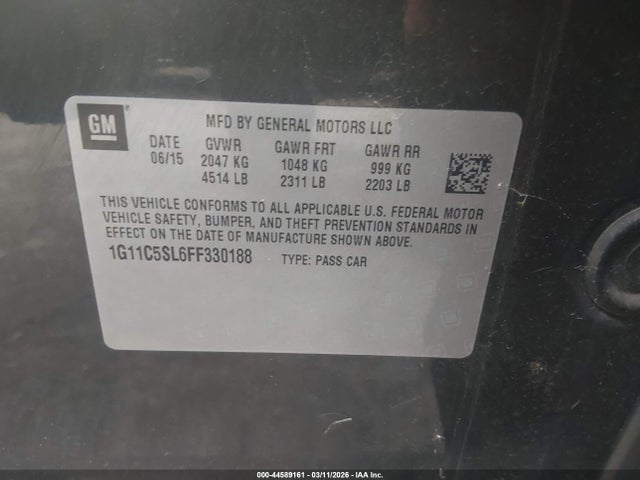 GM
MFD BY GENERAL MOTORS LLC
DATE GVWR GAWR FRT GAWR RR
06/15 2047 KG 1048 KG 999 KG
4514 LB 2311 LB 2203 LB
THIS VEHICLE CONFORMS TO ALL APPLICABLE U.S. FEDERAL MOTOR
VEHICLE SAFETY, BUMPER, AND THEFT PREVENTION STANDARDS IN
EFFECT ON THE DATE OF MANUFACTURE SHOWN ABOVE.
1G11C5SL6FF330188 TYPE: PASS CAR
000-44589161 - 03/11/2026 - IAA Inc.